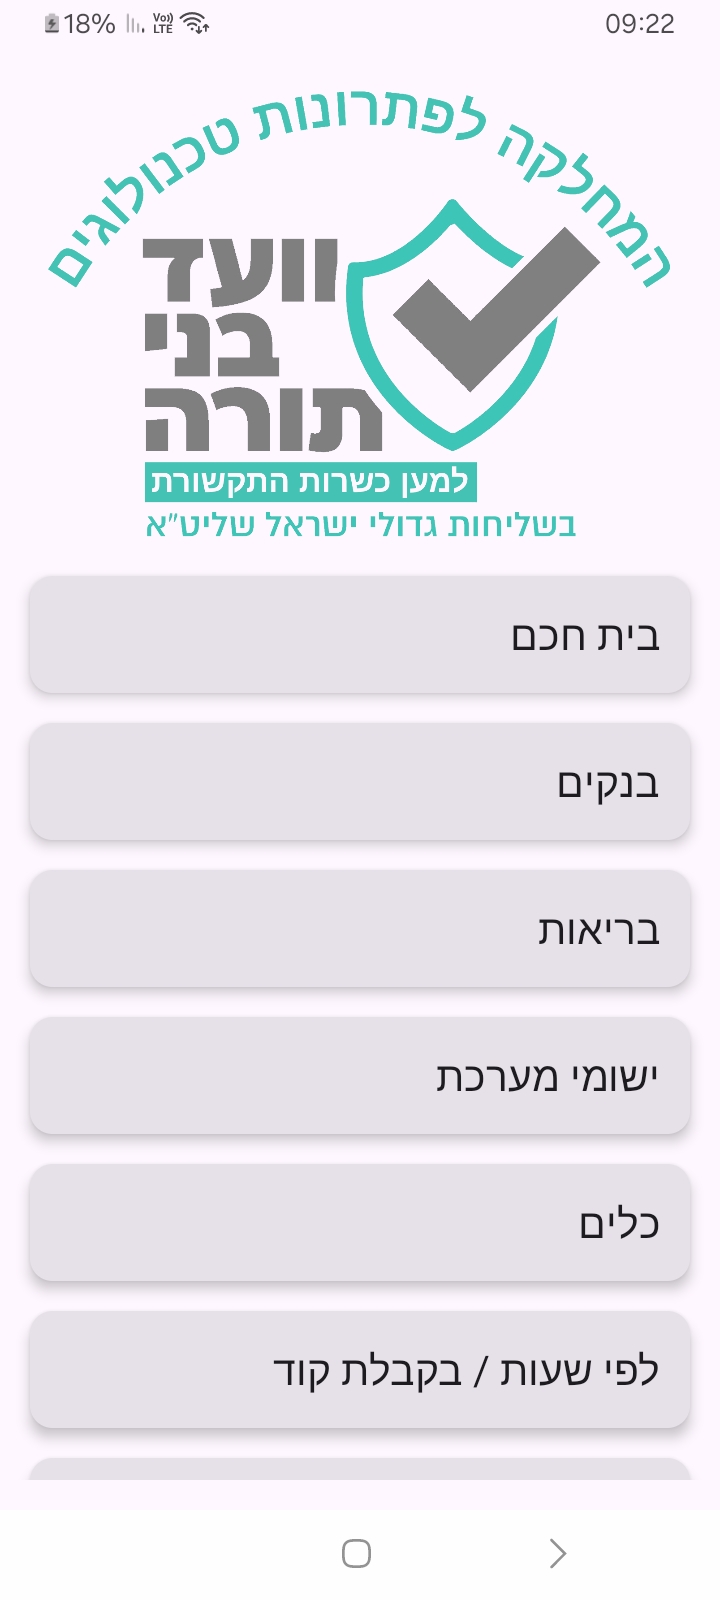 18% Vo)) LTE 09:22
המחלקה לפתרונות טכנולוגים
וועד
בני
תורה
למען כשרות התקשורת
בשליחות גדולי ישראל שליט"א
בית חכם
בנקים
בריאות
ישומי מערכת
כלים
לפי שעות / בקבלת קוד